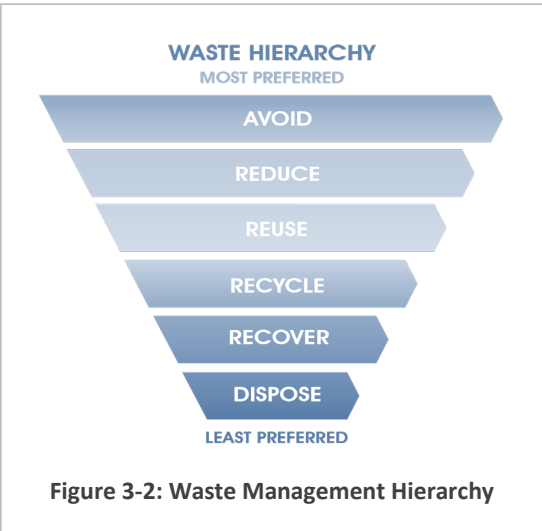 WASTE HIERARCHY
MOST PREFERRED
AVOID
REDUCE
REUSE
RECYCLE
RECOVER
DISPOSE
LEAST PREFERRED
Figure 3-2: Waste Management Hierarchy